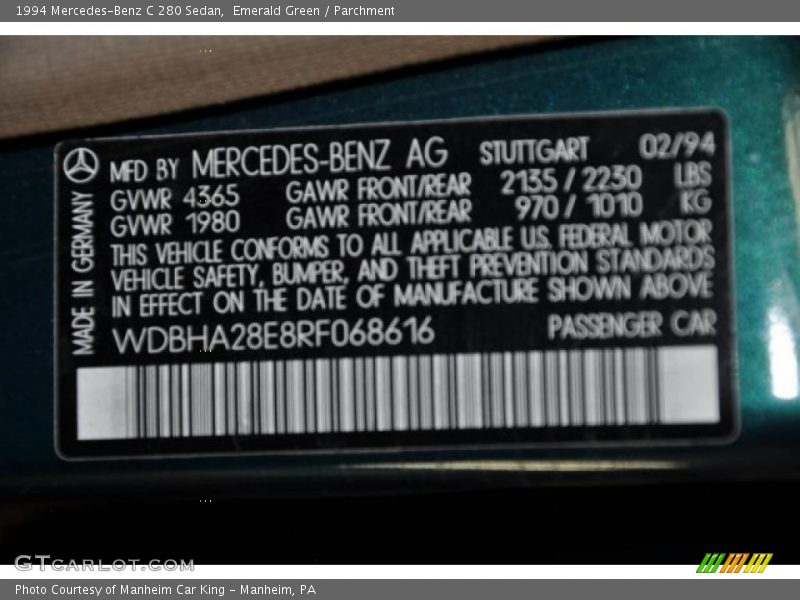 1994 Mercedes-Benz C 280 Sedan, Emerald Green / Parchment
MFD BY MERCEDES-BENZ AG STUTTGART 02/94
GVWR 4365 GAWR FRONT/REAR 2135 / 2230 LBS
GVWR 1980 GAWR FRONT/REAR 970 / 1010 KG
THIS VEHICLE CONFORMS TO ALL APPLICABLE U.S. FEDERAL MOTOR
VEHICLE SAFETY, BUMPER, AND THEFT PREVENTION STANDARDS
IN EFFECT ON THE DATE OF MANUFACTURE SHOWN ABOVE
WDBHA28E8RF068616 PASSENGER CAR
MADE IN GERMANY
GTCARLOT.COM
Photo Courtesy of Manheim Car King - Manheim, PA